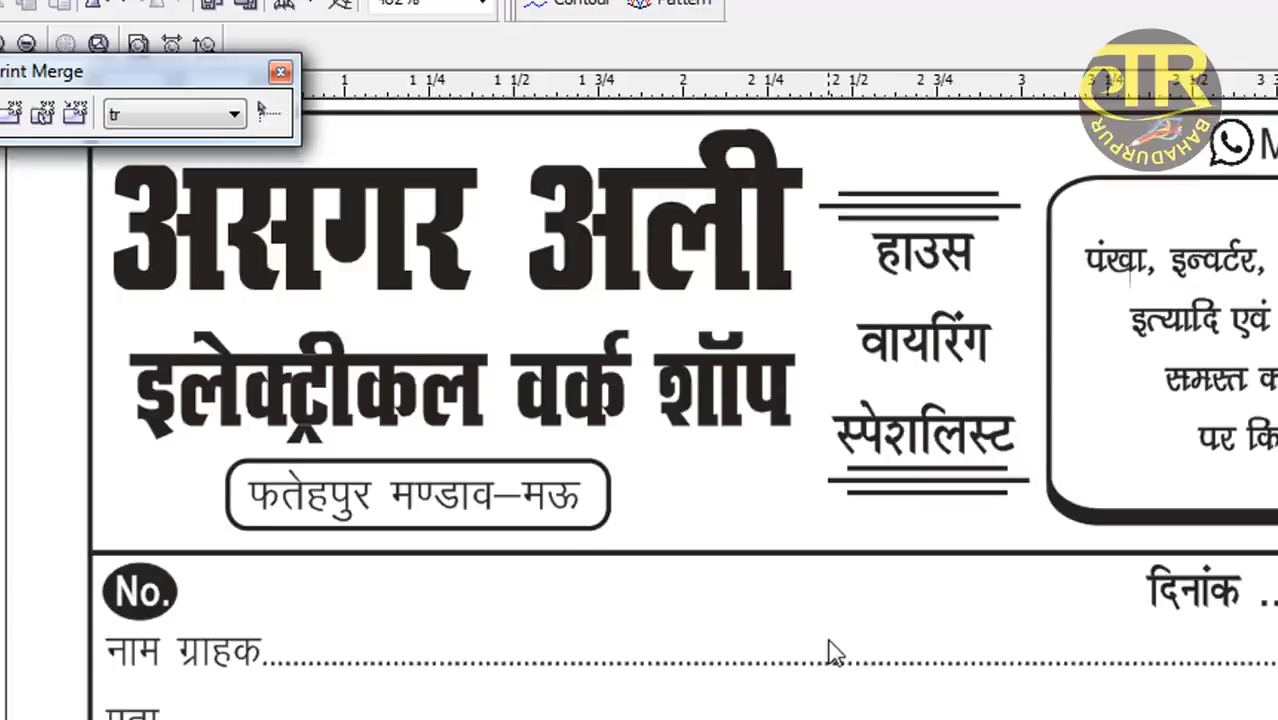 Contour
Pattern
rint Merge
tr
1 1 1/4 1 1/2 1 3/4 2 2 1/4 2 1/2 2 3/4 3
TR
BAHADURPUR
असगर अली
इलेक्ट्रीकल वर्क शॉप
फतेहपुर मण्डाव–मऊ
हाउस
वायरिंग
स्पेशलिस्ट
पंखा, इन्वर्टर,
इत्यादि एवं
समस्त
पर
No.
दिनांक ..
नाम ग्राहक..........